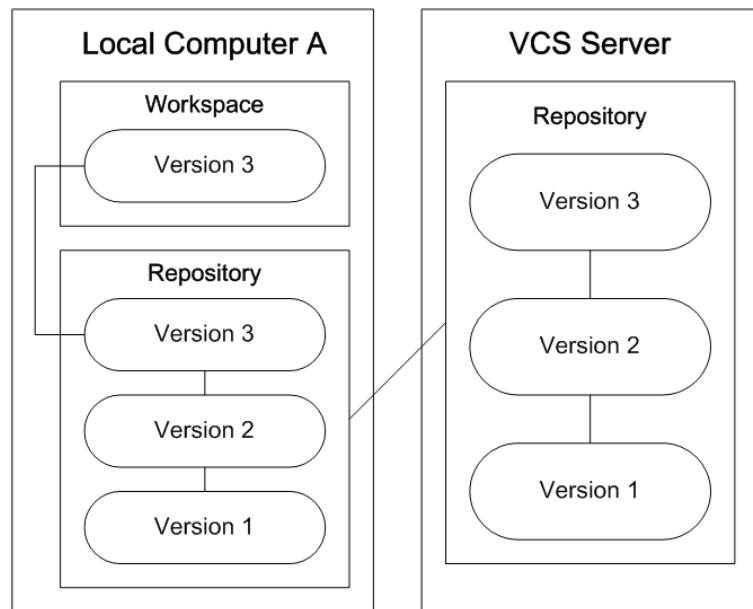 Local Computer A
Workspace
Version 3
Repository
Version 3
Version 2
Version 1
VCS Server
Repository
Version 3
Version 2
Version 1